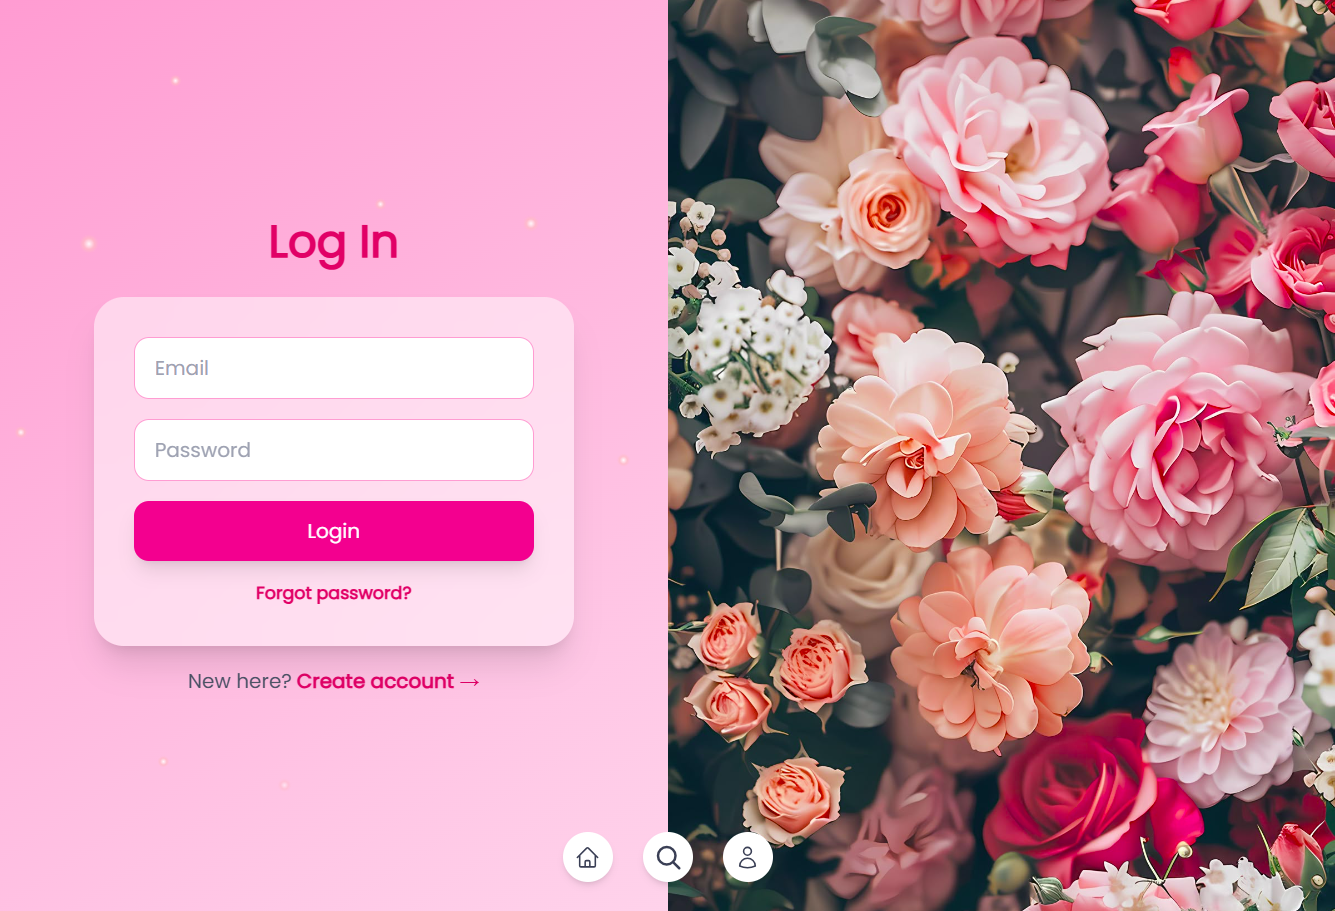 Log In
Email
Password
Login
Forgot password?
New here? Create account →